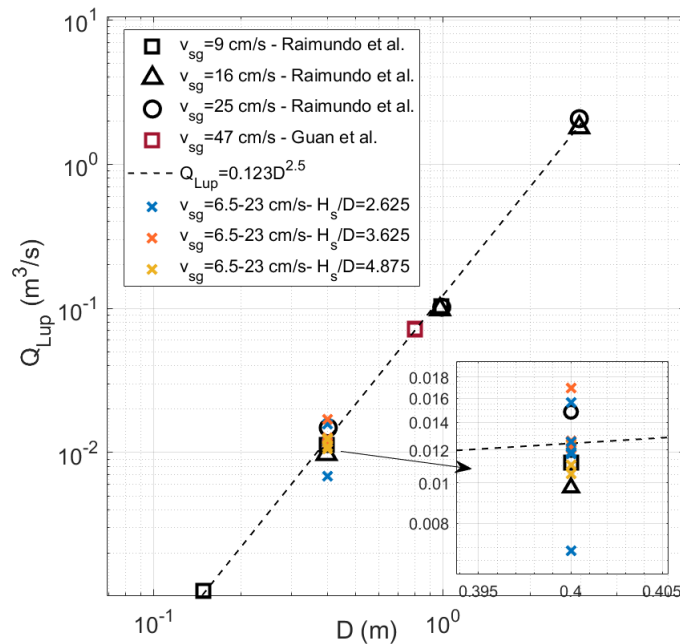 10^1
10^0
10^-1
10^-2
Q_Lup (m^3/s)
v_sg=9 cm/s - Raimundo et al.
v_sg=16 cm/s - Raimundo et al.
v_sg=25 cm/s - Raimundo et al.
v_sg=47 cm/s - Guan et al.
Q_Lup=0.123D^2.5
v_sg=6.5-23 cm/s- H_s/D=2.625
v_sg=6.5-23 cm/s- H_s/D=3.625
v_sg=6.5-23 cm/s- H_s/D=4.875
0.018
0.016
0.014
0.012
0.01
0.008
0.395 0.4 0.405
10^-1 10^0
D (m)